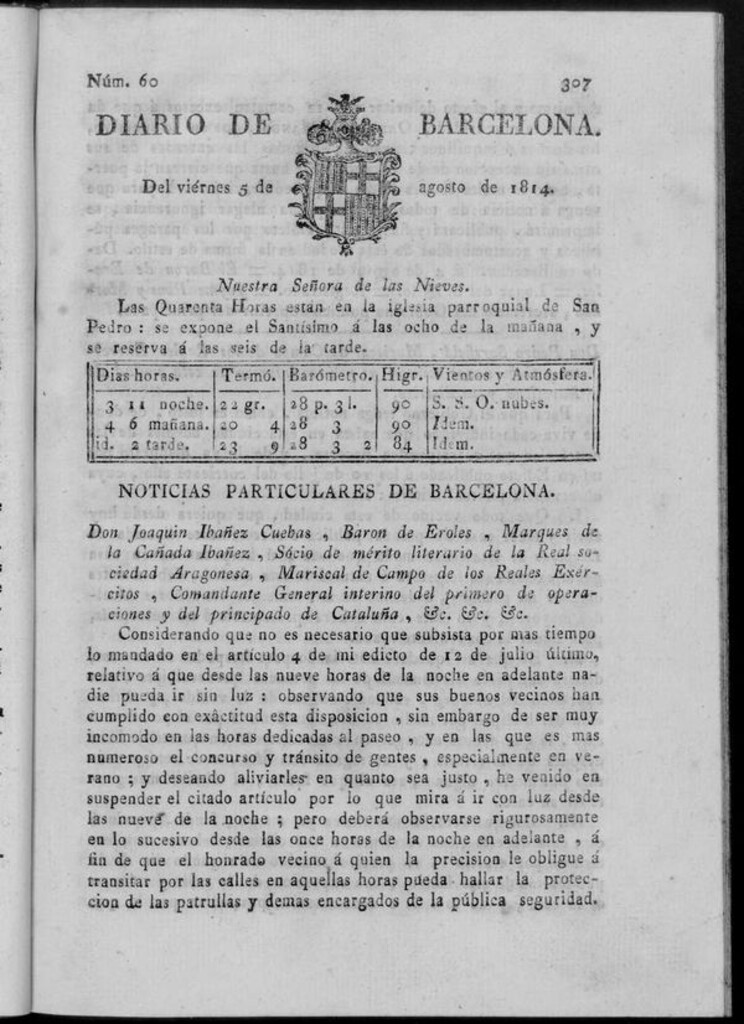 Núm. 60 307
DIARIO DE BARCELONA.
Del viérnes 5 de agosto de 1814.
Nuestra Señora de las Nieves.
Las Quarenta Horas están en la iglesia parroquial de San
Pedro : se expone el Santísimo á las ocho de la mañana , y
se reserva á las seis de la tarde.
Dias horas. Termó. Barómetro. Higr. Vientos y Atmósfera.
3 11 noche. 22 gr. 28 p. 3 l. 90 S. S. O. nubes.
4 6 mañana. 20 4 28 3 90 Idem.
id. 2 tarde. 23 9 28 3 2 84 Idem.
NOTICIAS PARTICULARES DE BARCELONA.
Don Joaquin Ibañez Cuebas , Baron de Eroles , Marques de
la Cañada Ibañez , Sócio de mérito literario de la Real so-
ciedad Aragonesa , Mariscal de Campo de los Reales Exér-
citos , Comandante General interino del primero de opera-
ciones y del principado de Cataluña , &c. &c. &c.
Considerando que no es necesario que subsista por mas tiempo
lo mandado en el artículo 4 de mi edicto de 12 de julio último,
relativo á que desde las nueve horas de la noche en adelante na-
die pueda ir sin luz : observando que sus buenos vecinos han
cumplido con exâctitud esta disposicion , sin embargo de ser muy
incomodo en las horas dedicadas al paseo , y en las que es mas
numeroso el concurso y tránsito de gentes , especialmente en ve-
rano ; y deseando aliviarles en quanto sea justo , he venido en
suspender el citado artículo por lo que mira á ir con luz desde
las nueve de la noche ; pero deberá observarse rigurosamente
en lo sucesivo desde las once horas de la noche en adelante , á
fin de que el honrado vecino á quien la precision le obligue á
transitar por las calles en aquellas horas pueda hallar la protec-
cion de las patrullas y demas encargados de la pública seguridad.